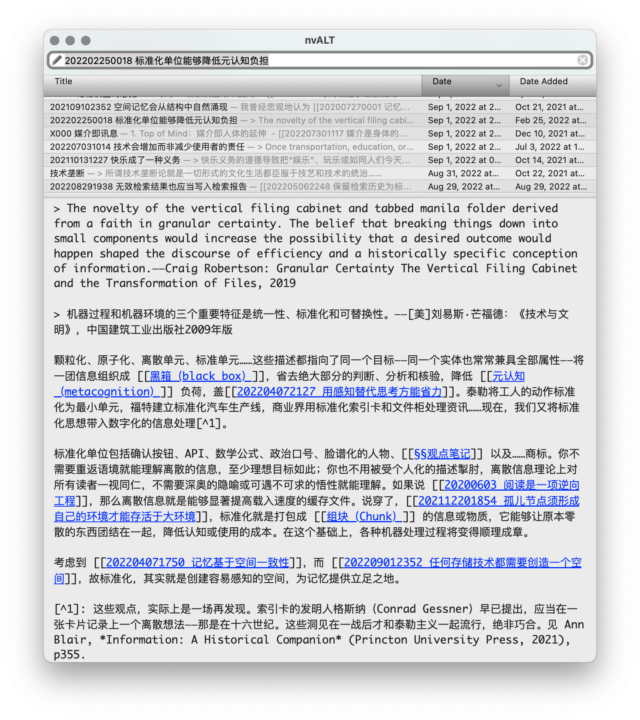 nvALT
202202250018 标准化单位能够降低元认知负担
Title
Date
Date Added
202109102352 空间记忆会从结构中自然涌现 — 我曾经悲观地认为 [[202007270001 记忆… Sep 1, 2022 at 2... Oct 21, 2021 at...
202202250018 标准化单位能够降低元认知负担 — > The novelty of the vertical filing cabi... Sep 1, 2022 at 2... Feb 25, 2022 at...
X000 媒介即讯息 — 1. Top of Mind：媒介即人体的延伸 - [[202207301117 媒介是身体的… Sep 1, 2022 at 2... Dec 10, 2021 at...
202207031014 技术会增加而非减少使用者的责任 — > Once transportation, education, or... Sep 1, 2022 at 2... Jul 3, 2022 at 1...
202110131227 快乐成了一种义务 — > 快乐义务的道德导致把“娱乐”、玩乐或如同人们今天… Sep 1, 2022 at 0... Oct 14, 2021 at...
技术垄断 — > 所谓技术垄断论就是一切形式的文化生活都臣服于技艺和技术的统治…… Aug 31, 2022 at... Oct 22, 2021 at...
202208291938 无效检索结果也应当写入检索报告 — [[202205062248 保留检索历史为标… Aug 29, 2022 at... Aug 29, 2022 at...
> The novelty of the vertical filing cabinet and tabbed manila folder derived
from a faith in granular certainty. The belief that breaking things down into
small components would increase the possibility that a desired outcome would
happen shaped the discourse of efficiency and a historically specific conception
of information.——Craig Robertson: Granular Certainty The Vertical Filing Cabinet
and the Transformation of Files, 2019
> 机器过程和机器环境的三个重要特征是统一性、标准化和可替换性。——[美]刘易斯·芒福德：《技术与文
明》，中国建筑工业出版社2009年版
颗粒化、原子化、离散单元、标准单元……这些描述都指向了同一个目标——同一个实体也常常兼具全部属性——将
一团信息组织成 [[黑箱（black box）]]，省去绝大部分的判断、分析和核验，降低 [[元认知
（metacognition）]] 负荷，盖[[202204072127 用感知替代思考方能省力]]。泰勒将工人的动作标准
化为最小单元，福特建立标准化汽车生产线，商业界用标准化索引卡和文件柜处理资讯……现在，我们又将标准
化思想带入数字化的信息处理[^1]。
标准化单位包括确认按钮、API、数学公式、政治口号、脸谱化的人物、[[§§观点笔记]] 以及……商标。你不
需要重返语境就能理解离散的信息，至少理想目标如此；你也不用被受个人化的描述掣肘，离散信息理论上对
所有读者一视同仁，不需要深奥的隐喻或可遇不可求的悟性就能理解。如果说 [[20200603 阅读是一项逆向
工程]]，那么离散信息就是能够显著提高载入速度的缓存文件。说穿了，[[202112201854 孤儿节点须形成
自己的环境才能存活于大环境]]，标准化就是打包成 [[组块（Chunk）]] 的信息或物质，它能够让原本零
散的东西团结在一起，降低认知或使用的成本。在这个基础上，各种机器处理过程将变得顺理成章。
考虑到 [[202204071750 记忆基于空间一致性]]，而 [[202209012352 任何存储技术都需要创造一个空
间]]，故标准化，其实就是创建容易感知的空间，为记忆提供立足之地。
[^1]: 这些观点，实际上是一场再发现。索引卡的发明人格斯纳（Conrad Gessner）早已提出，应当在一
张卡片记录上一个离散想法——那是在十六世纪。这些洞见在一战后才和泰勒主义一起流行，绝非巧合。见 Ann
Blair, *Information: A Historical Companion* (Princton University Press, 2021),
p355.